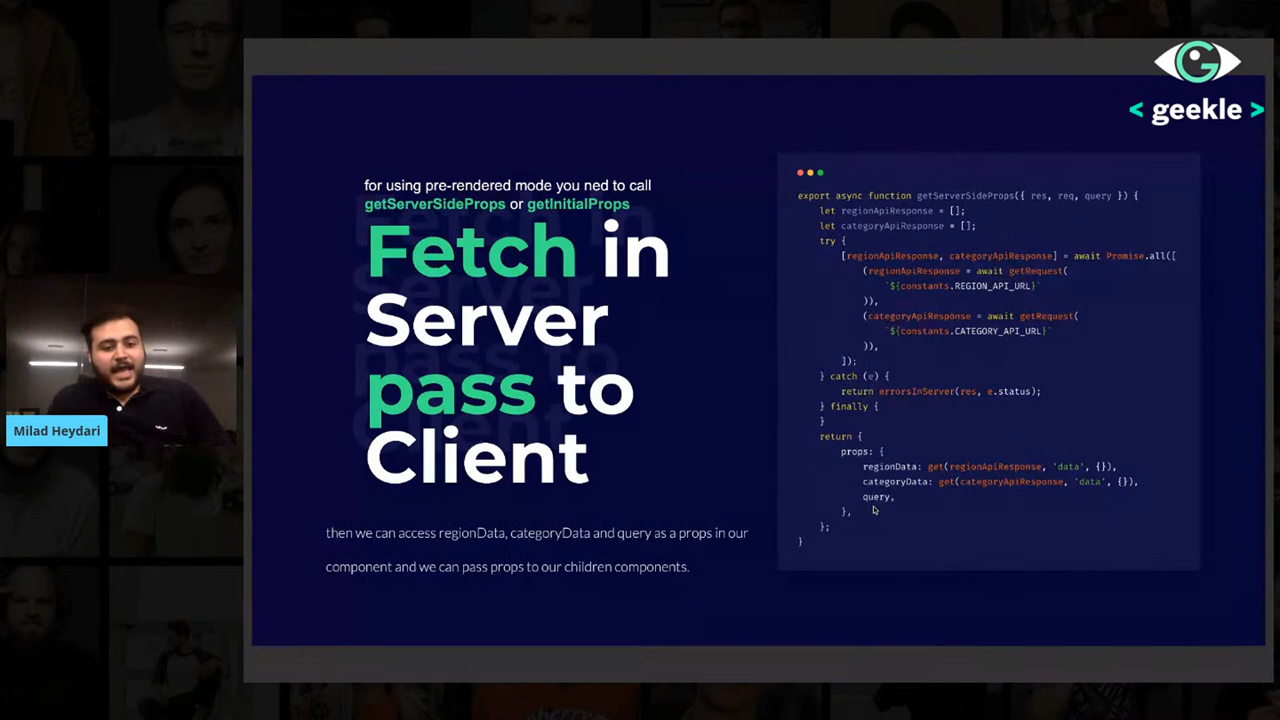 < geekle >
for using pre-rendered mode you ned to call
getServerSideProps or getInitialProps
Fetch in
Server
pass to
Client
then we can access regionData, categoryData and query as a props in our
component and we can pass props to our children components.
export async function getServerSideProps({ res, req, query }) {
let regionApiResponse = [];
let categoryApiResponse = [];
try {
[regionApiResponse, categoryApiResponse] = await Promise.all([
(regionApiResponse = await getRequest(
`${constants.REGION_API_URL}`
)),
(categoryApiResponse = await getRequest(
`${constants.CATEGORY_API_URL}`
)),
]);
} catch (e) {
return errorsInServer(res, e.status);
} finally {
}
return {
props: {
regionData: get(regionApiResponse, 'data', {}),
categoryData: get(categoryApiResponse, 'data', {}),
query,
},
};
}
Milad Heydari